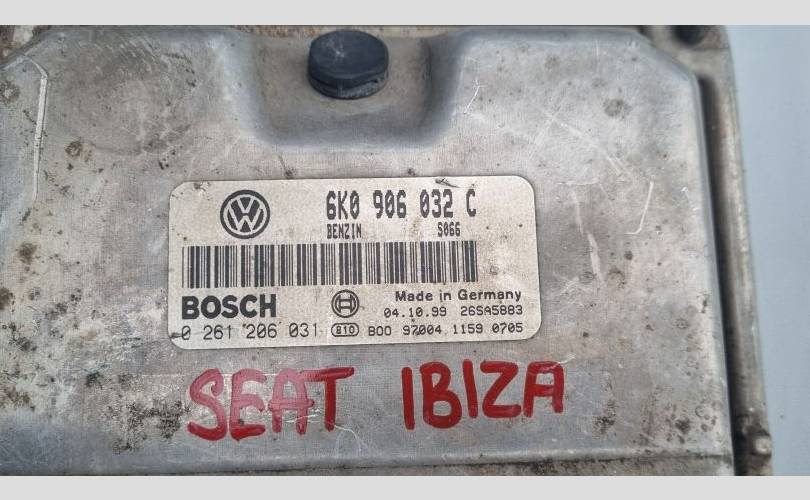 6K0 906 032 C
BENZIN S066
BOSCH Made in Germany
04.10.99 26SA5883
0 261 206 031 810 B00 97004 1159 0705
SEAT IBIZA